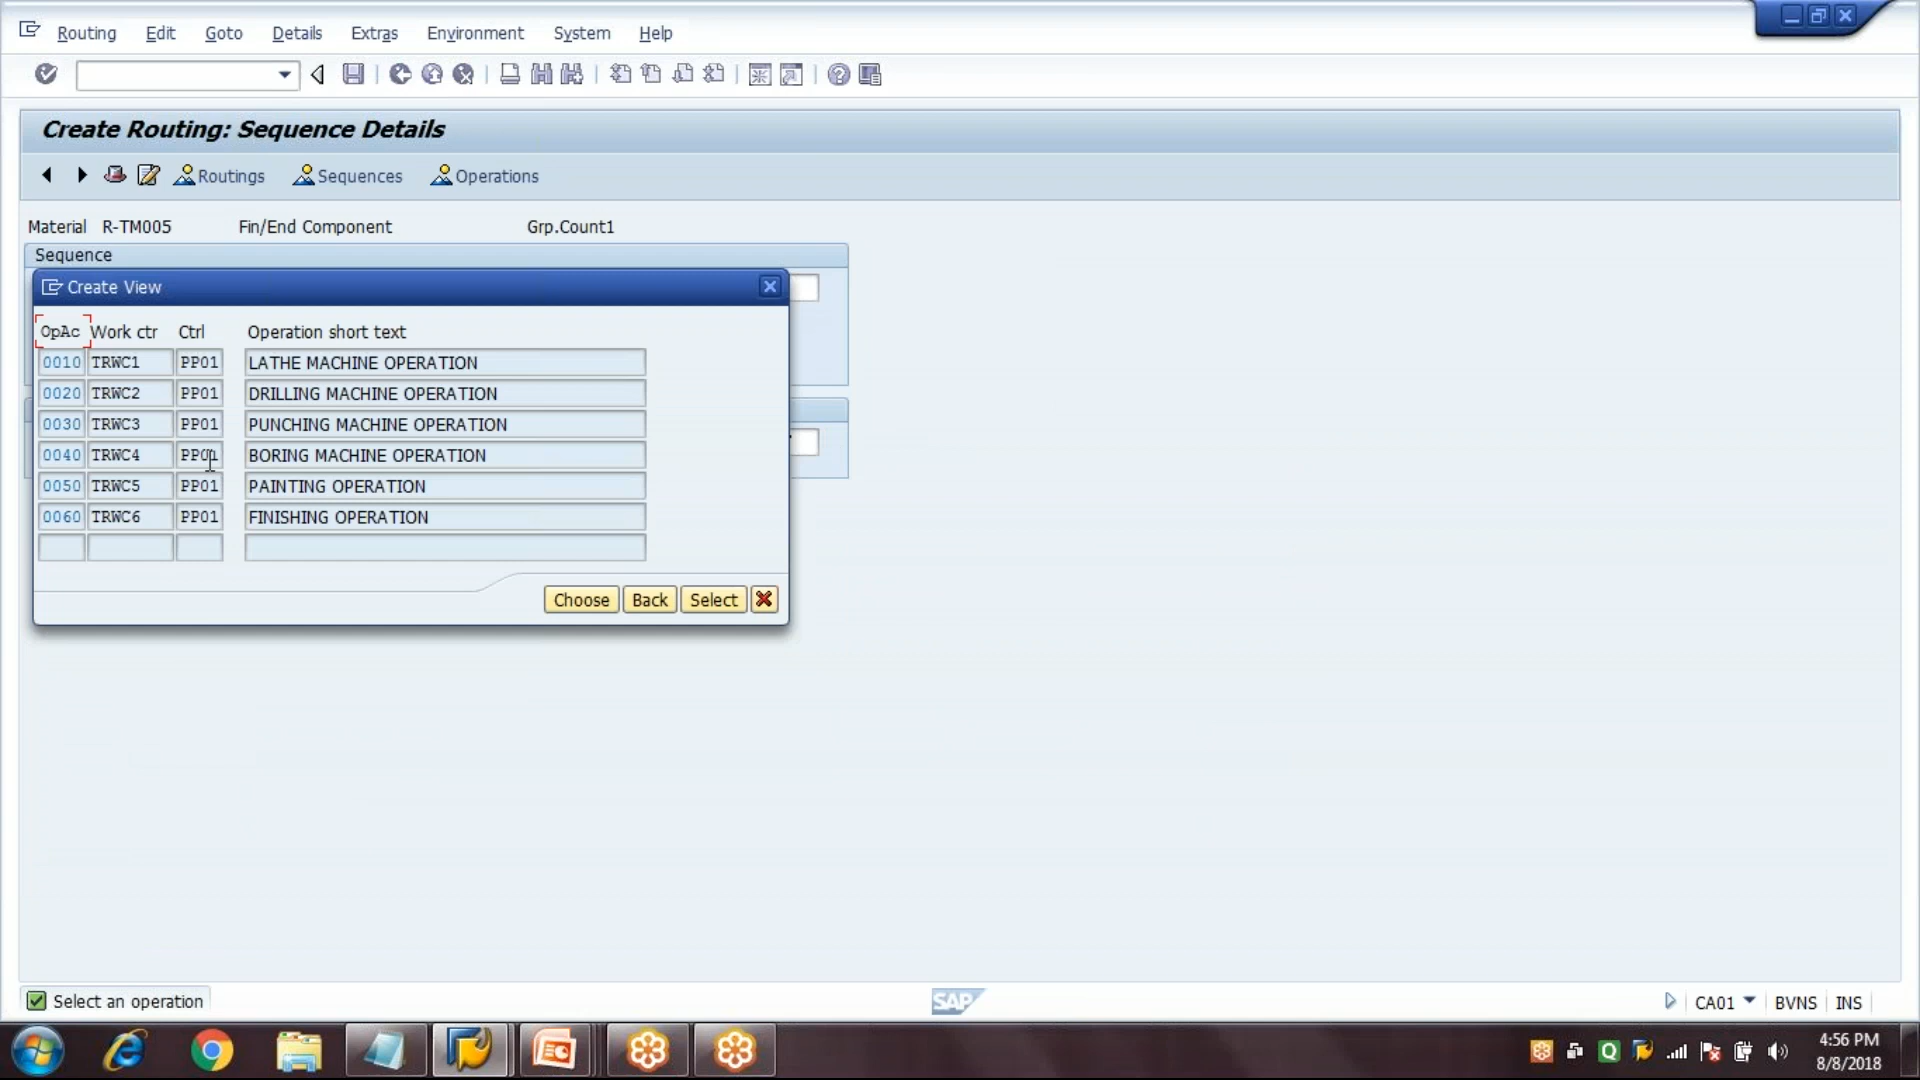 Routing Edit Goto Details Extras Environment System Help
Create Routing: Sequence Details
Routings Sequences Operations
Material R-TM005 Fin/End Component Grp.Count1
Sequence
Create View
OpAc Work ctr Ctrl Operation short text
0010 TRWC1 PP01 LATHE MACHINE OPERATION
0020 TRWC2 PP01 DRILLING MACHINE OPERATION
0030 TRWC3 PP01 PUNCHING MACHINE OPERATION
0040 TRWC4 PP01 BORING MACHINE OPERATION
0050 TRWC5 PP01 PAINTING OPERATION
0060 TRWC6 PP01 FINISHING OPERATION
Choose Back Select
Select an operation SAP CA01 BVNS INS
4:56 PM
8/8/2018